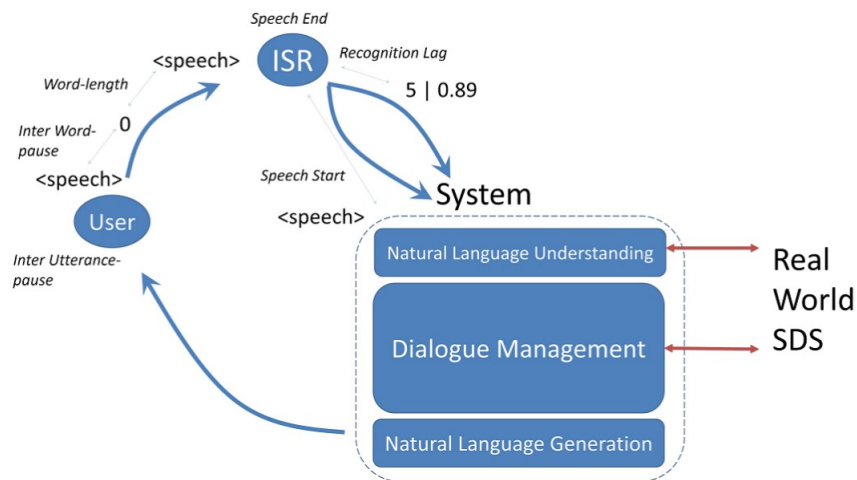 Speech End
<speech>
ISR
Recognition Lag
Word-length
5 | 0.89
0
Inter Word-
pause
<speech>
Speech Start
System
<speech>
User
Inter Utterance-
pause
Natural Language Understanding
Real
World
SDS
Dialogue Management
Natural Language Generation